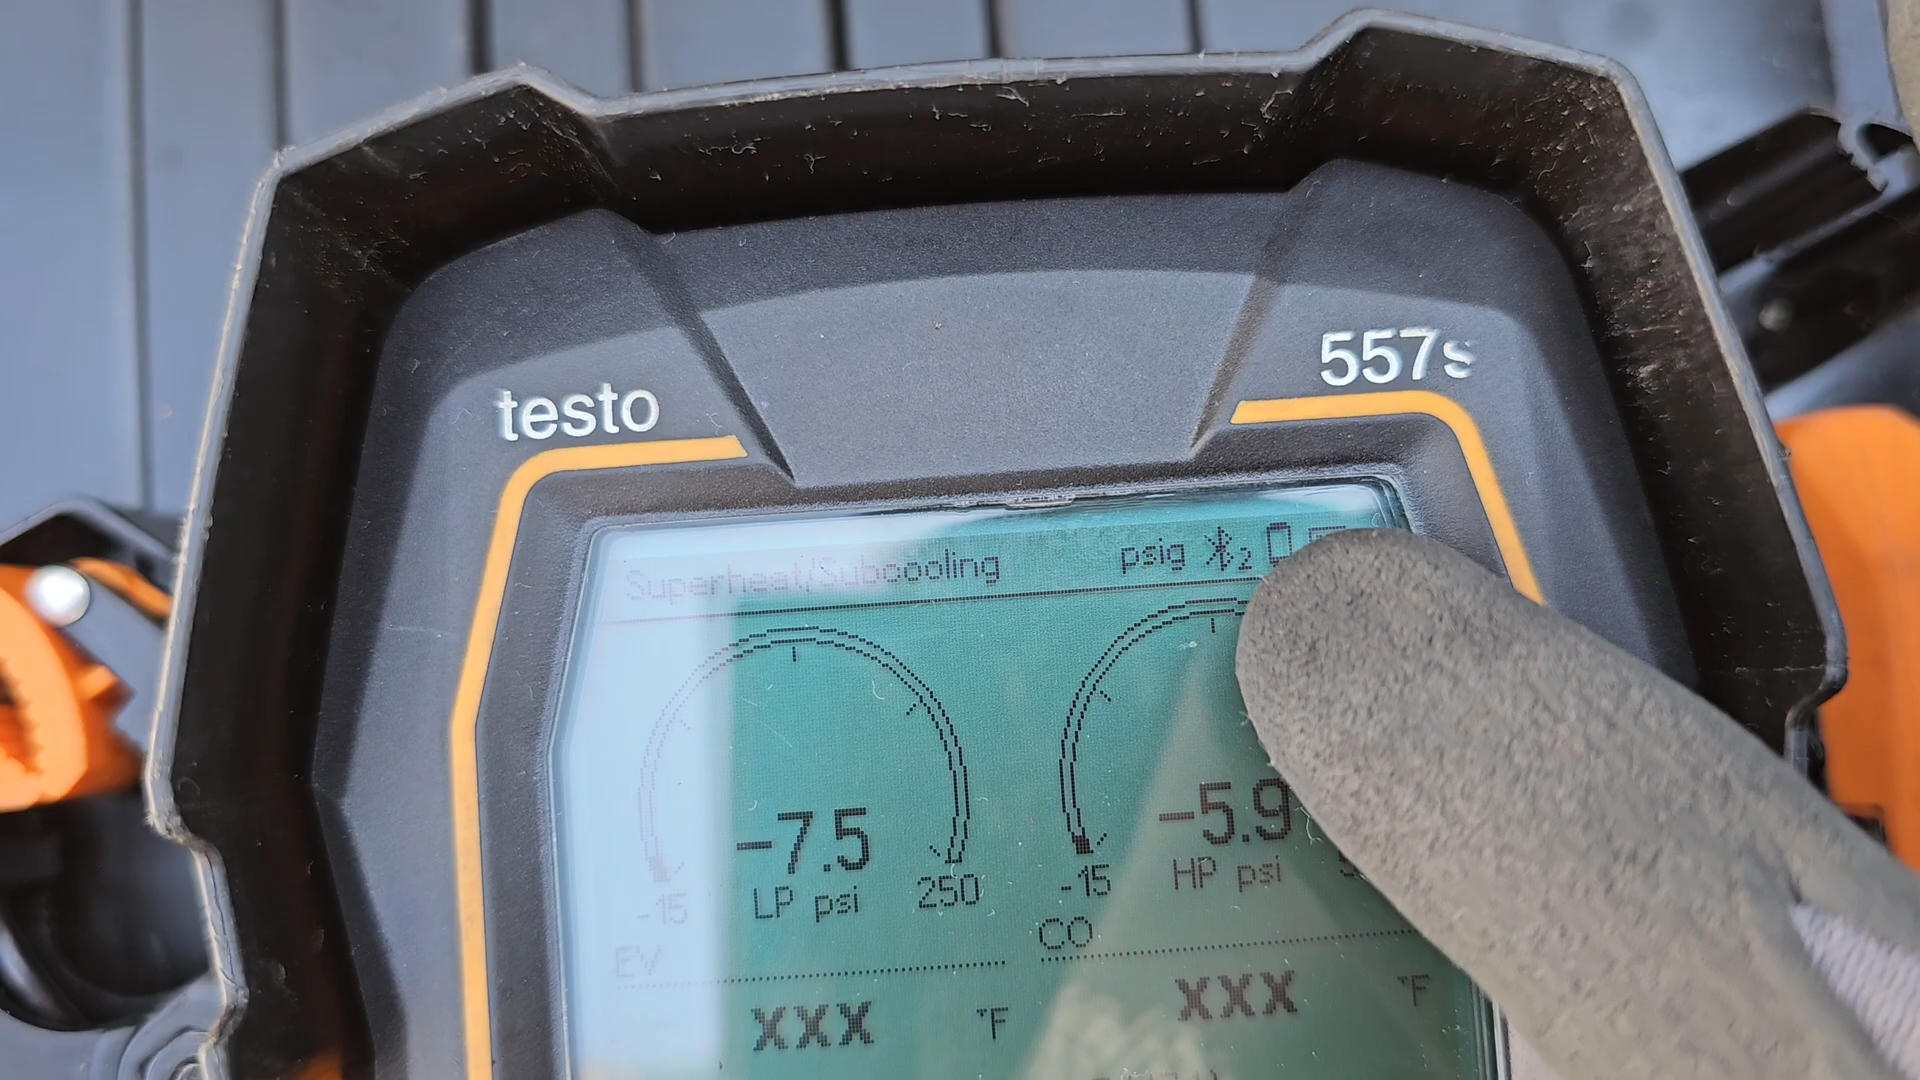 testo 557s
Superheat/Subcooling psig 2
-7.5 -5.9
-15 LP psi 250 -15 HP psi
EV CO
xxx °F xxx °F